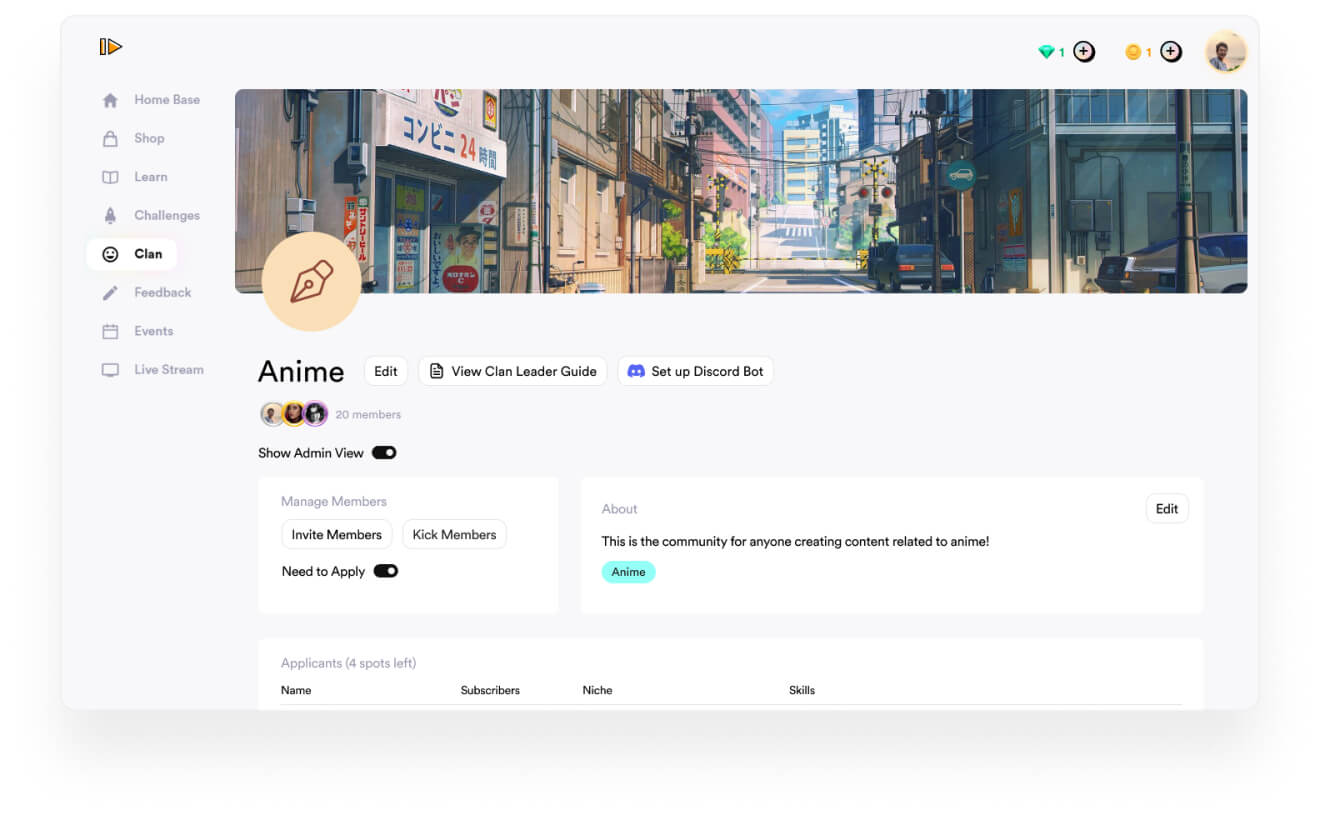 1
1
Home Base
Shop
Learn
Challenges
Clan
Feedback
Events
Live Stream
コンビニ24時間
Anime
Edit
View Clan Leader Guide
Set up Discord Bot
20 members
Show Admin View
Manage Members
Invite Members
Kick Members
Need to Apply
About
Edit
This is the community for anyone creating content related to anime!
Anime
Applicants (4 spots left)
Name Subscribers Niche Skills